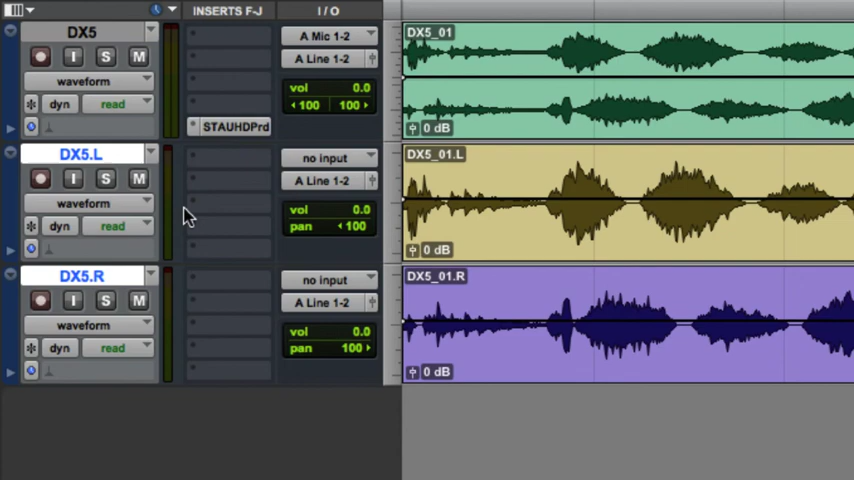 INSERTS F-J
I / O
DX5
I S M
waveform
dyn read
STAUHDPrd
A Mic 1-2
A Line 1-2
vol 0.0
100 100
DX5_01
0 dB
DX5.L
I S M
waveform
dyn read
no input
A Line 1-2
vol 0.0
pan 100
DX5_01.L
0 dB
DX5.R
I S M
waveform
dyn read
no input
A Line 1-2
vol 0.0
pan 100
DX5_01.R
0 dB